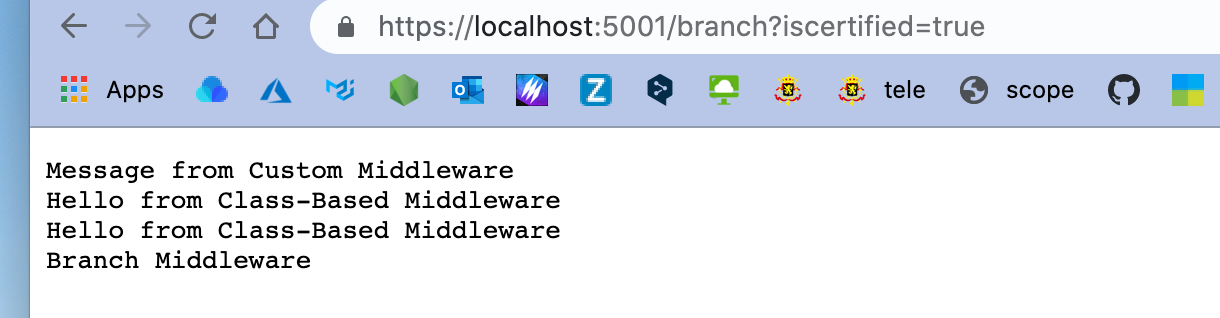 https://localhost:5001/branch?iscertified=true
Apps
tele
scope
Message from Custom Middleware
Hello from Class-Based Middleware
Hello from Class-Based Middleware
Branch Middleware